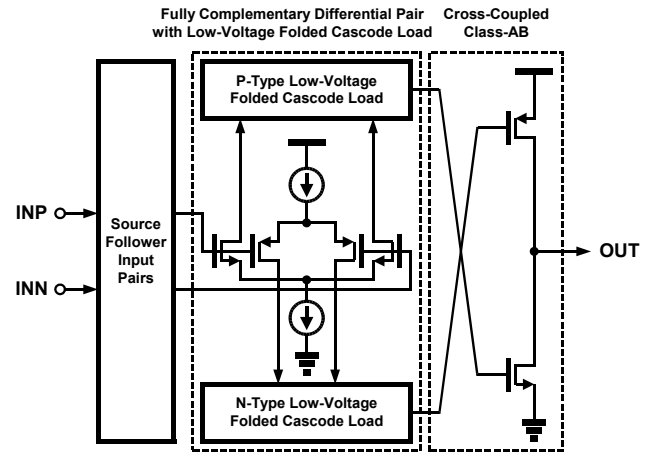 Fully Complementary Differential Pair
with Low-Voltage Folded Cascode Load
Cross-Coupled
Class-AB
P-Type Low-Voltage
Folded Cascode Load
INP
INN
Source
Follower
Input
Pairs
OUT
N-Type Low-Voltage
Folded Cascode Load